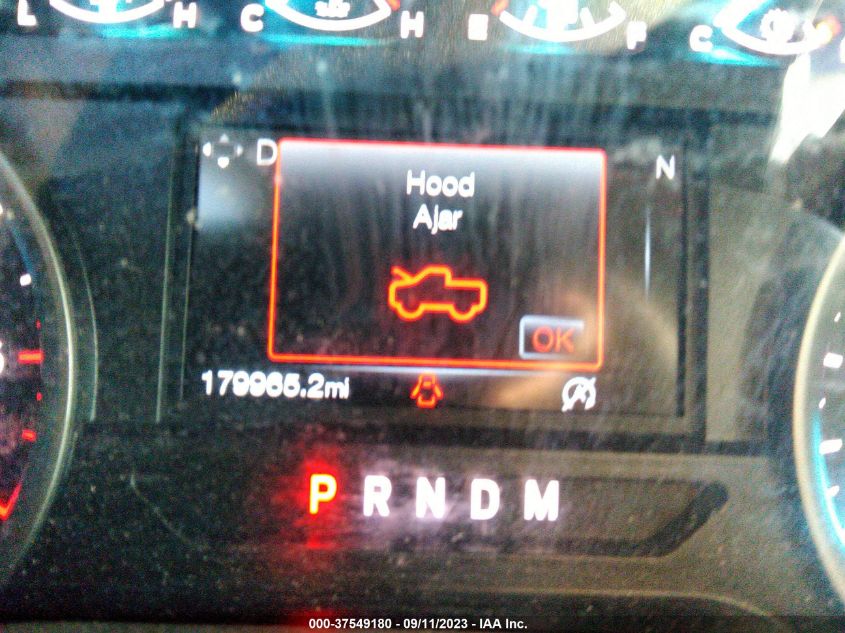 L H C H E F C
D N
Hood
Ajar
OK
179965.2mi
P R N D M
000-37549180 - 09/11/2023 - IAA Inc.